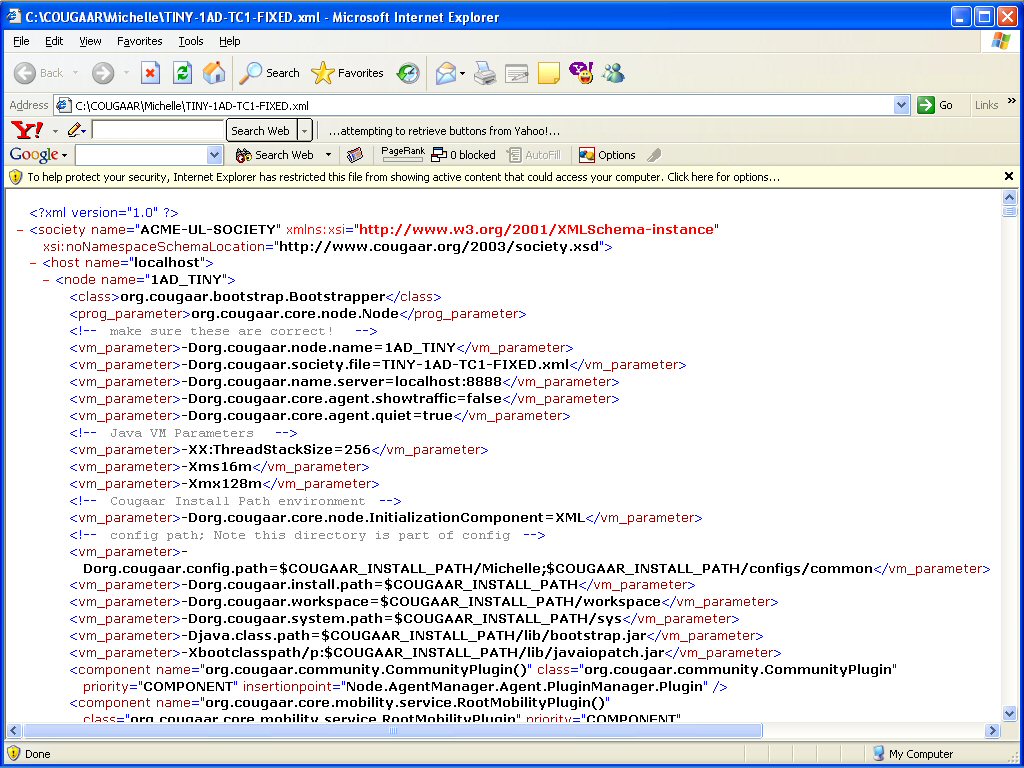 C:\COUGAAR\Michelle\TINY-1AD-TC1-FIXED.xml - Microsoft Internet Explorer
File Edit View Favorites Tools Help
Back Search Favorites
Address C:\COUGAAR\Michelle\TINY-1AD-TC1-FIXED.xml Go Links »
Y! Search Web ...attempting to retrieve buttons from Yahoo!...
Google Search Web PageRank 0 blocked AutoFill Options
To help protect your security, Internet Explorer has restricted this file from showing active content that could access your computer. Click here for options...
<?xml version="1.0" ?>
- <society name="ACME-UL-SOCIETY" xmlns:xsi="http://www.w3.org/2001/XMLSchema-instance"
xsi:noNamespaceSchemaLocation="http://www.cougaar.org/2003/society.xsd">
- <host name="localhost">
- <node name="1AD_TINY">
<class>org.cougaar.bootstrap.Bootstrapper</class>
<prog_parameter>org.cougaar.core.node.Node</prog_parameter>
<!-- make sure these are correct! -->
<vm_parameter>-Dorg.cougaar.node.name=1AD_TINY</vm_parameter>
<vm_parameter>-Dorg.cougaar.society.file=TINY-1AD-TC1-FIXED.xml</vm_parameter>
<vm_parameter>-Dorg.cougaar.name.server=localhost:8888</vm_parameter>
<vm_parameter>-Dorg.cougaar.core.agent.showtraffic=false</vm_parameter>
<vm_parameter>-Dorg.cougaar.core.agent.quiet=true</vm_parameter>
<!-- Java VM Parameters -->
<vm_parameter>-XX:ThreadStackSize=256</vm_parameter>
<vm_parameter>-Xms16m</vm_parameter>
<vm_parameter>-Xmx128m</vm_parameter>
<!-- Cougaar Install Path environment -->
<vm_parameter>-Dorg.cougaar.core.node.InitializationComponent=XML</vm_parameter>
<!-- config path; Note this directory is part of config -->
<vm_parameter>-
Dorg.cougaar.config.path=$COUGAAR_INSTALL_PATH/Michelle;$COUGAAR_INSTALL_PATH/configs/common</vm_parameter>
<vm_parameter>-Dorg.cougaar.install.path=$COUGAAR_INSTALL_PATH</vm_parameter>
<vm_parameter>-Dorg.cougaar.workspace=$COUGAAR_INSTALL_PATH/workspace</vm_parameter>
<vm_parameter>-Dorg.cougaar.system.path=$COUGAAR_INSTALL_PATH/sys</vm_parameter>
<vm_parameter>-Djava.class.path=$COUGAAR_INSTALL_PATH/lib/bootstrap.jar</vm_parameter>
<vm_parameter>-Xbootclasspath/p:$COUGAAR_INSTALL_PATH/lib/javaiopatch.jar</vm_parameter>
<component name="org.cougaar.community.CommunityPlugin()" class="org.cougaar.community.CommunityPlugin"
priority="COMPONENT" insertionpoint="Node.AgentManager.Agent.PluginManager.Plugin" />
<component name="org.cougaar.core.mobility.service.RootMobilityPlugin()"
class="org.cougaar.core.mobility.service.RootMobilityPlugin" priority="COMPONENT"
Done My Computer